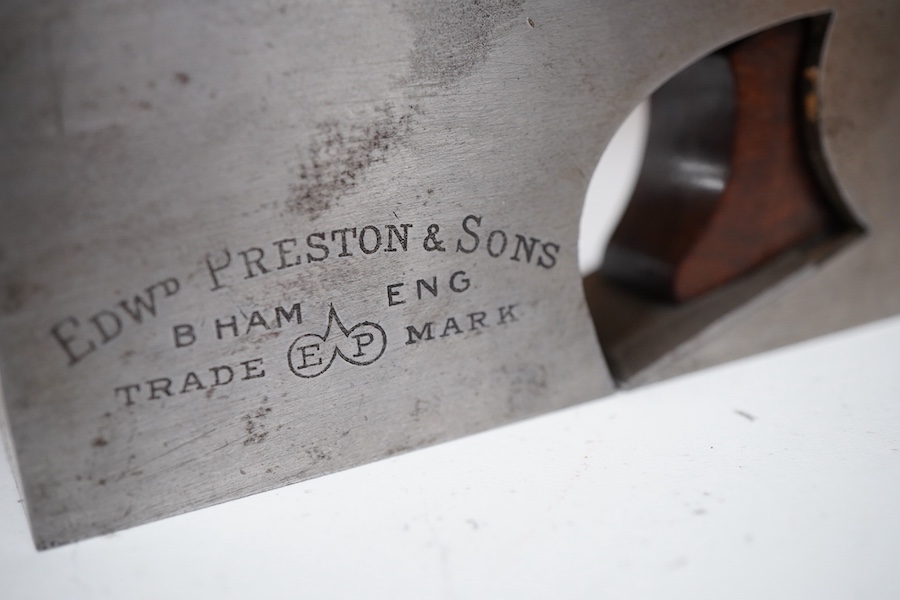 EDWD PRESTON & SONS
B'HAM ENG
TRADE EP MARK